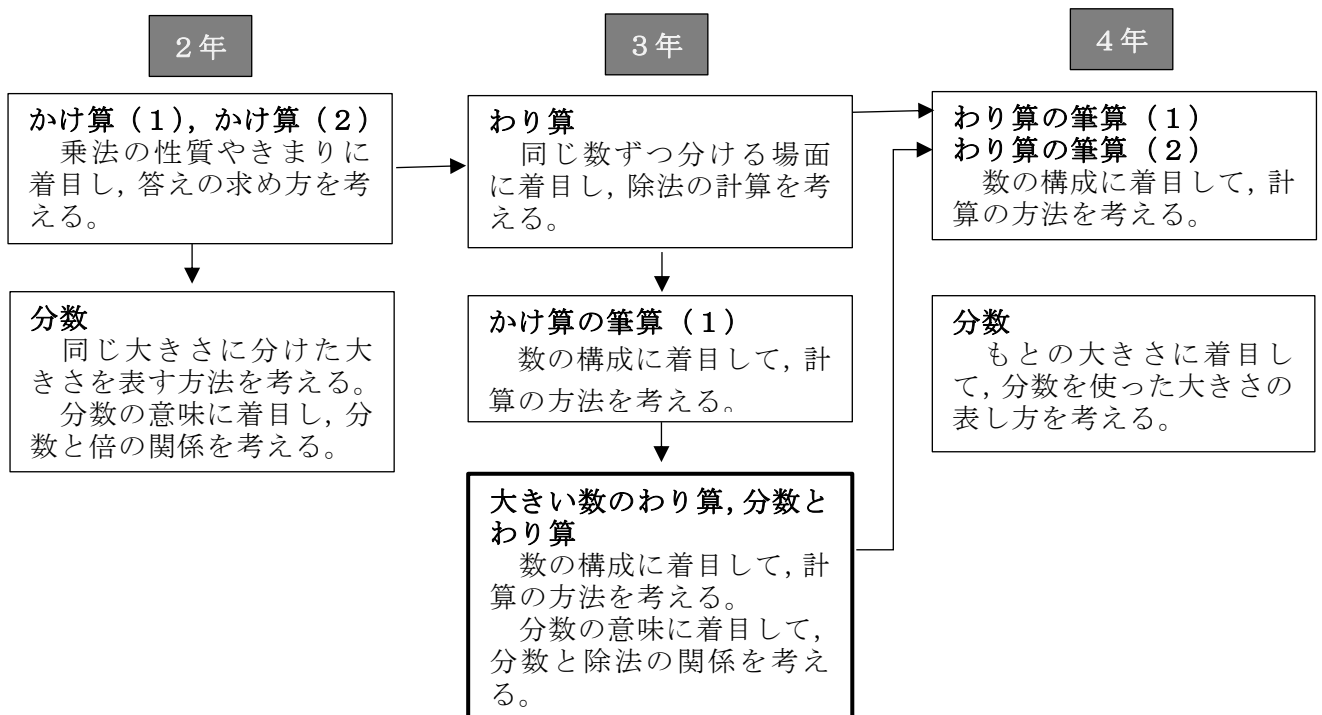 2年
3年
4年
かけ算(1),かけ算(2)
乗法の性質やきまりに
着目し,答えの求め方を考
える。
分数
同じ大きさに分けた大
きさを表す方法を考える。
分数の意味に着目し,分
数と倍の関係を考える。
わり算
同じ数ずつ分ける場面
に着目し,除法の計算を考
える。
かけ算の筆算(1)
数の構成に着目して,計
算の方法を考える。
大きい数のわり算,分数と
わり算
数の構成に着目して,計
算の方法を考える。
分数の意味に着目して,
分数と除法の関係を考え
る。
わり算の筆算(1)
わり算の筆算(2)
数の構成に着目して,計
算の方法を考える。
分数
もとの大きさに着目し
て,分数を使った大きさの
表し方を考える。